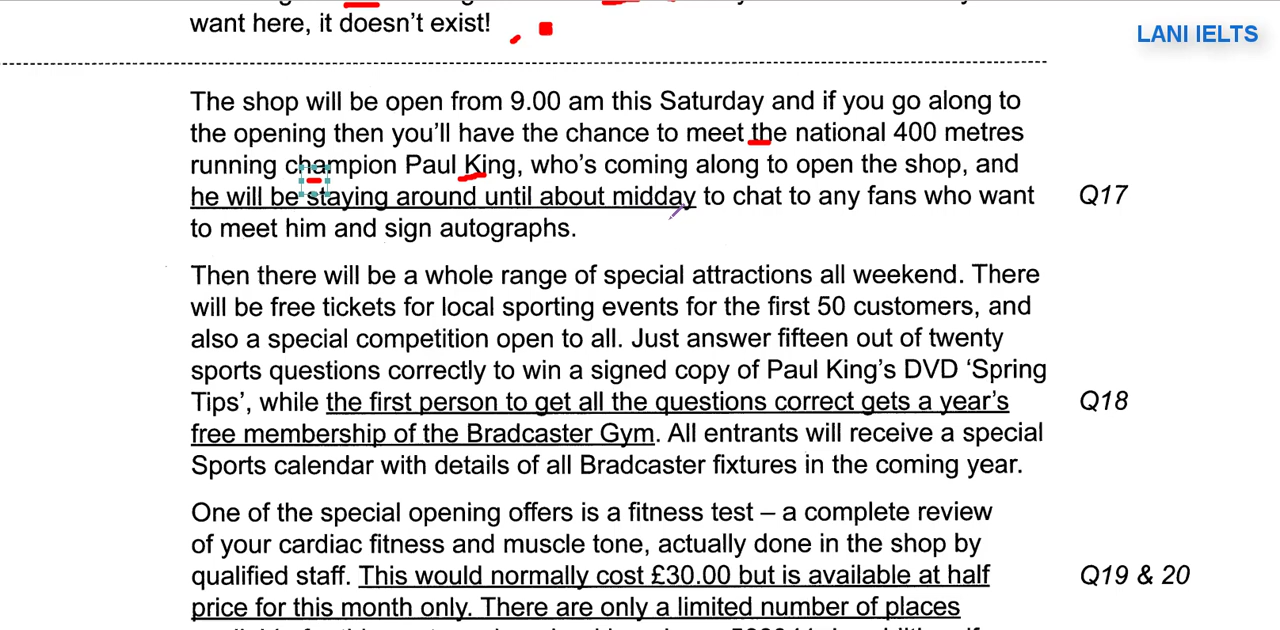 want here, it doesn't exist!
LANI IELTS
The shop will be open from 9.00 am this Saturday and if you go along to
the opening then you'll have the chance to meet the national 400 metres
running champion Paul King, who's coming along to open the shop, and
he will be staying around until about midday to chat to any fans who want Q17
to meet him and sign autographs.
Then there will be a whole range of special attractions all weekend. There
will be free tickets for local sporting events for the first 50 customers, and
also a special competition open to all. Just answer fifteen out of twenty
sports questions correctly to win a signed copy of Paul King's DVD ‘Spring
Tips’, while the first person to get all the questions correct gets a year's Q18
free membership of the Bradcaster Gym. All entrants will receive a special
Sports calendar with details of all Bradcaster fixtures in the coming year.
One of the special opening offers is a fitness test – a complete review
of your cardiac fitness and muscle tone, actually done in the shop by
qualified staff. This would normally cost £30.00 but is available at half Q19 & 20
price for this month only. There are only a limited number of places